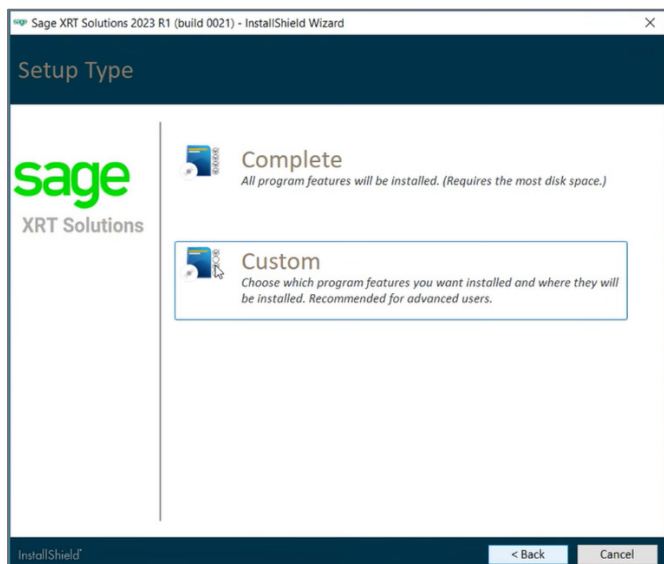 Sage XRT Solutions 2023 R1 (build 0021) - InstallShield Wizard
Setup Type
sage
XRT Solutions
Complete
All program features will be installed. (Requires the most disk space.)
Custom
Choose which program features you want installed and where they will
be installed. Recommended for advanced users.
InstallShield
< Back
Cancel